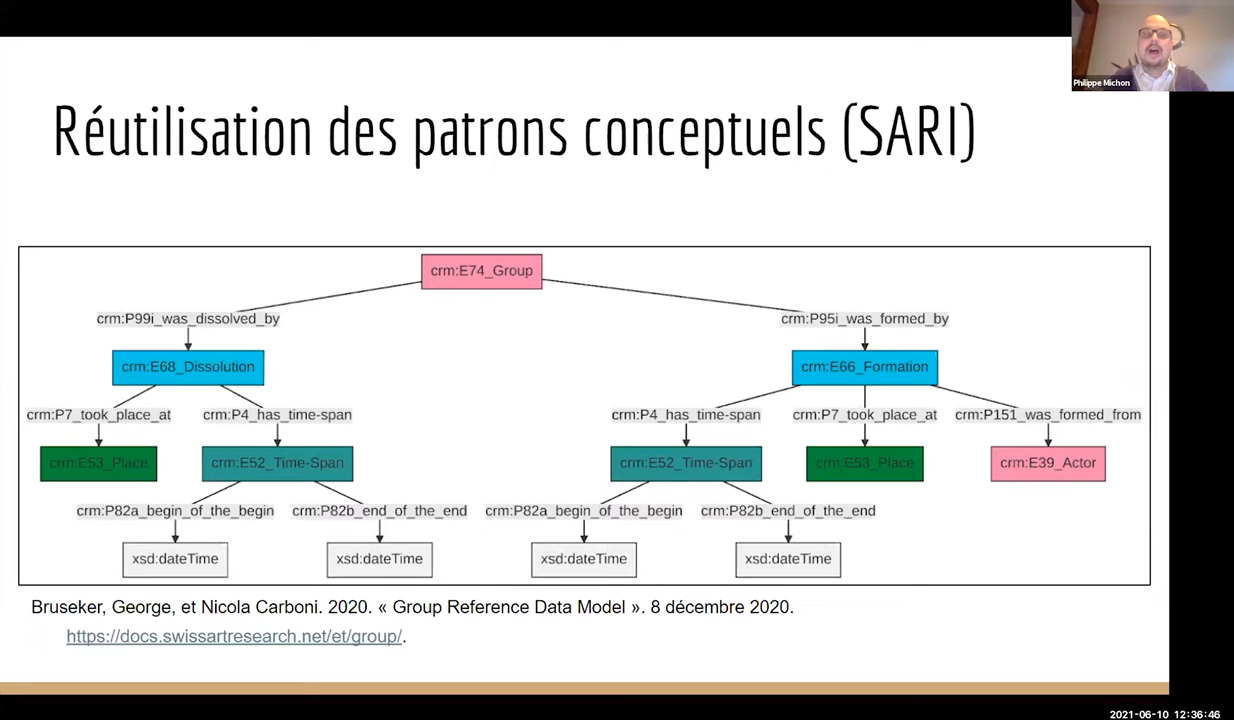 Philippe Michon
Réutilisation des patrons conceptuels (SARI)
crm:E74_Group
crm:P99i_was_dissolved_by
crm:P95i_was_formed_by
crm:E68_Dissolution
crm:E66_Formation
crm:P7_took_place_at
crm:P4_has_time-span
crm:P4_has_time-span
crm:P7_took_place_at
crm:P151_was_formed_from
crm:E53_Place
crm:E52_Time-Span
crm:E52_Time-Span
crm:E53_Place
crm:E39_Actor
crm:P82a_begin_of_the_begin
crm:P82b_end_of_the_end
crm:P82a_begin_of_the_begin
crm:P82b_end_of_the_end
xsd:dateTime
xsd:dateTime
xsd:dateTime
xsd:dateTime
Bruseker, George, et Nicola Carboni. 2020. « Group Reference Data Model ». 8 décembre 2020.
https://docs.swissartresearch.net/et/group/.
2021-06-10 12:36:46